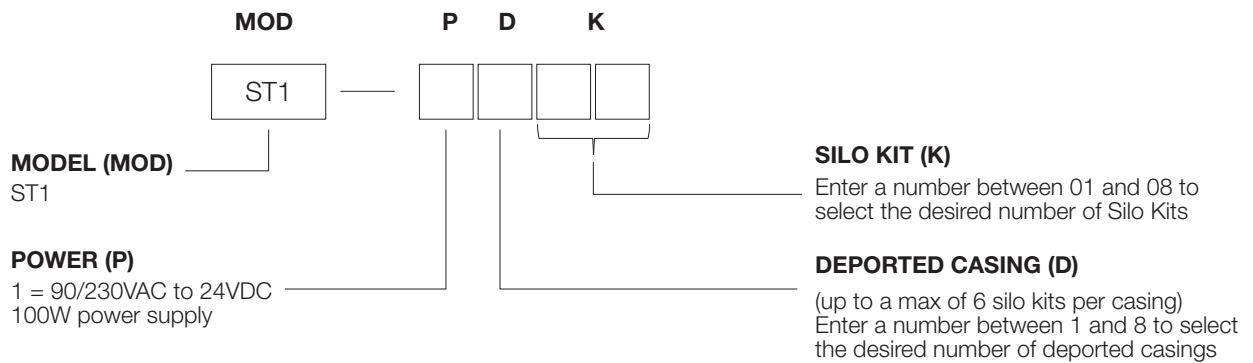 MOD P D K
ST1
MODEL (MOD)
ST1
POWER (P)
1 = 90/230VAC to 24VDC
100W power supply
SILO KIT (K)
Enter a number between 01 and 08 to
select the desired number of Silo Kits
DEPORTED CASING (D)
(up to a max of 6 silo kits per casing)
Enter a number between 1 and 8 to select
the desired number of deported casings